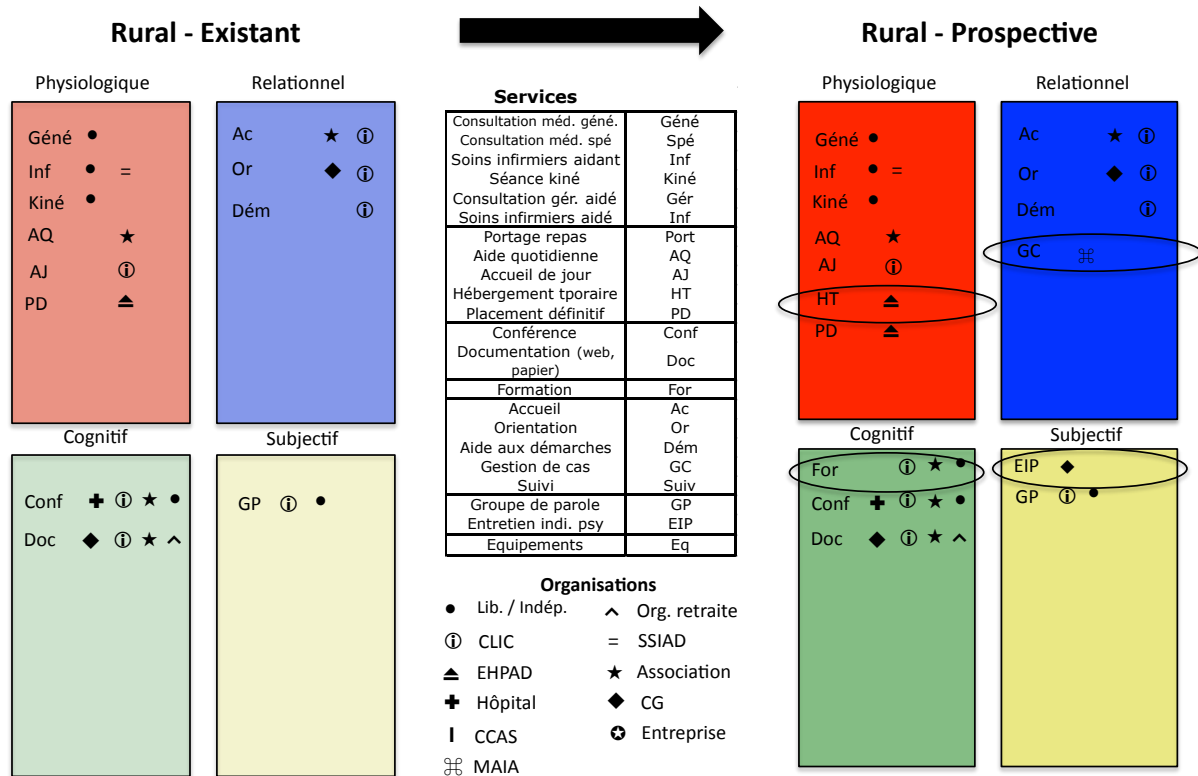 Rural - Existant
Physiologique
Relationnel
Géné ●
Inf ● =
Kiné ●
AQ ★
AJ ⓘ
PD ⏏
Ac ★ ⓘ
Or ◆ ⓘ
Dém ⓘ
Cognitif
Subjectif
Conf ✚ ⓘ ★ ●
Doc ◆ ⓘ ★ ^
GP ⓘ ●
Services
Consultation méd. géné. Géné
Consultation méd. spé Spé
Soins infirmiers aidant Inf
Séance kiné Kiné
Consultation gér. aidé Gér
Soins infirmiers aidé Inf
Portage repas Port
Aide quotidienne AQ
Accueil de jour AJ
Hébergement tporaire HT
Placement définitif PD
Conférence Conf
Documentation (web,
papier) Doc
Formation For
Accueil Ac
Orientation Or
Aide aux démarches Dém
Gestion de cas GC
Suivi Suiv
Groupe de parole GP
Entretien indi. psy EIP
Equipements Eq
Organisations
● Lib. / Indép.
ⓘ CLIC
⏏ EHPAD
✚ Hôpital
I CCAS
⌘ MAIA
^ Org. retraite
= SSIAD
★ Association
◆ CG
✪ Entreprise
Rural - Prospective
Physiologique
Relationnel
Géné ●
Inf ● =
Kiné ●
AQ ★
AJ ⓘ
HT ⏏
PD ⏏
Ac ★ ⓘ
Or ◆ ⓘ
Dém ⓘ
GC ⌘
Cognitif
Subjectif
For ⓘ ★ ●
Conf ✚ ⓘ ★ ●
Doc ◆ ⓘ ★ ^
EIP ◆
GP ⓘ ●